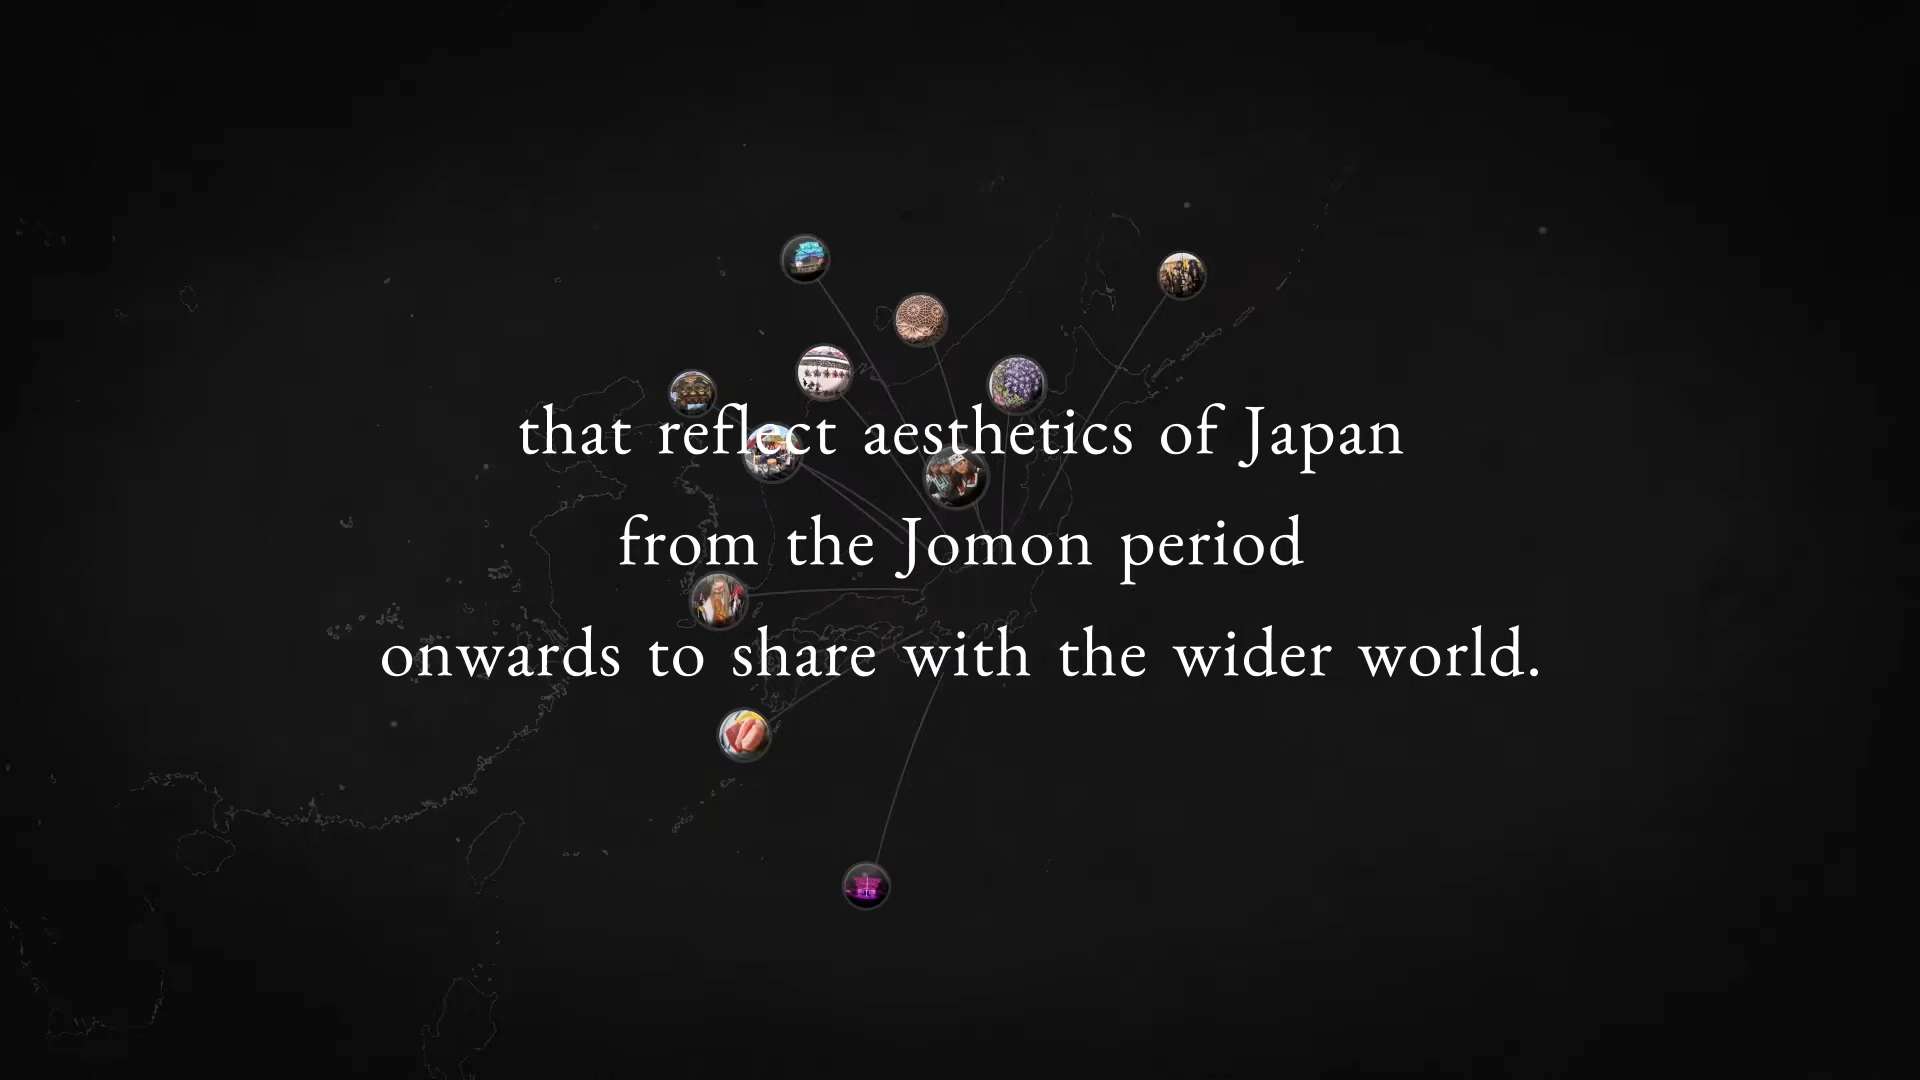 that reflect aesthetics of Japan
from the Jomon period
onwards to share with the wider world.